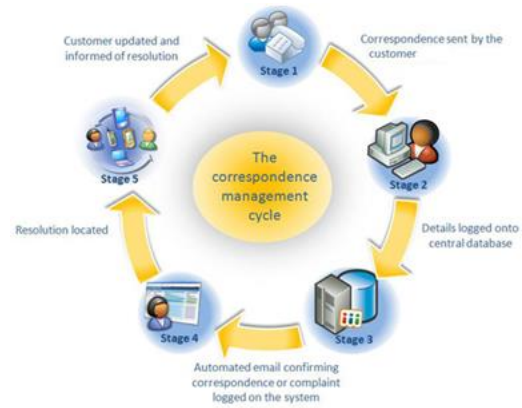 Customer updated and
informed of resolution
Stage 1
Correspondence sent by the
customer
Stage 2
Details logged onto
central database
Stage 3
Automated email confirming
correspondence or complaint
logged on the system
Stage 4
Resolution located
Stage 5
The
correspondence
management
cycle